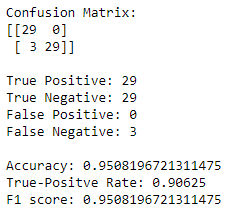 Confusion Matrix:
[[29  0]
 [ 3 29]]
True Positive: 29
True Negative: 29
False Positive: 0
False Negative: 3
Accuracy: 0.9508196721311475
True-Positve Rate: 0.90625
F1 score: 0.9508196721311475